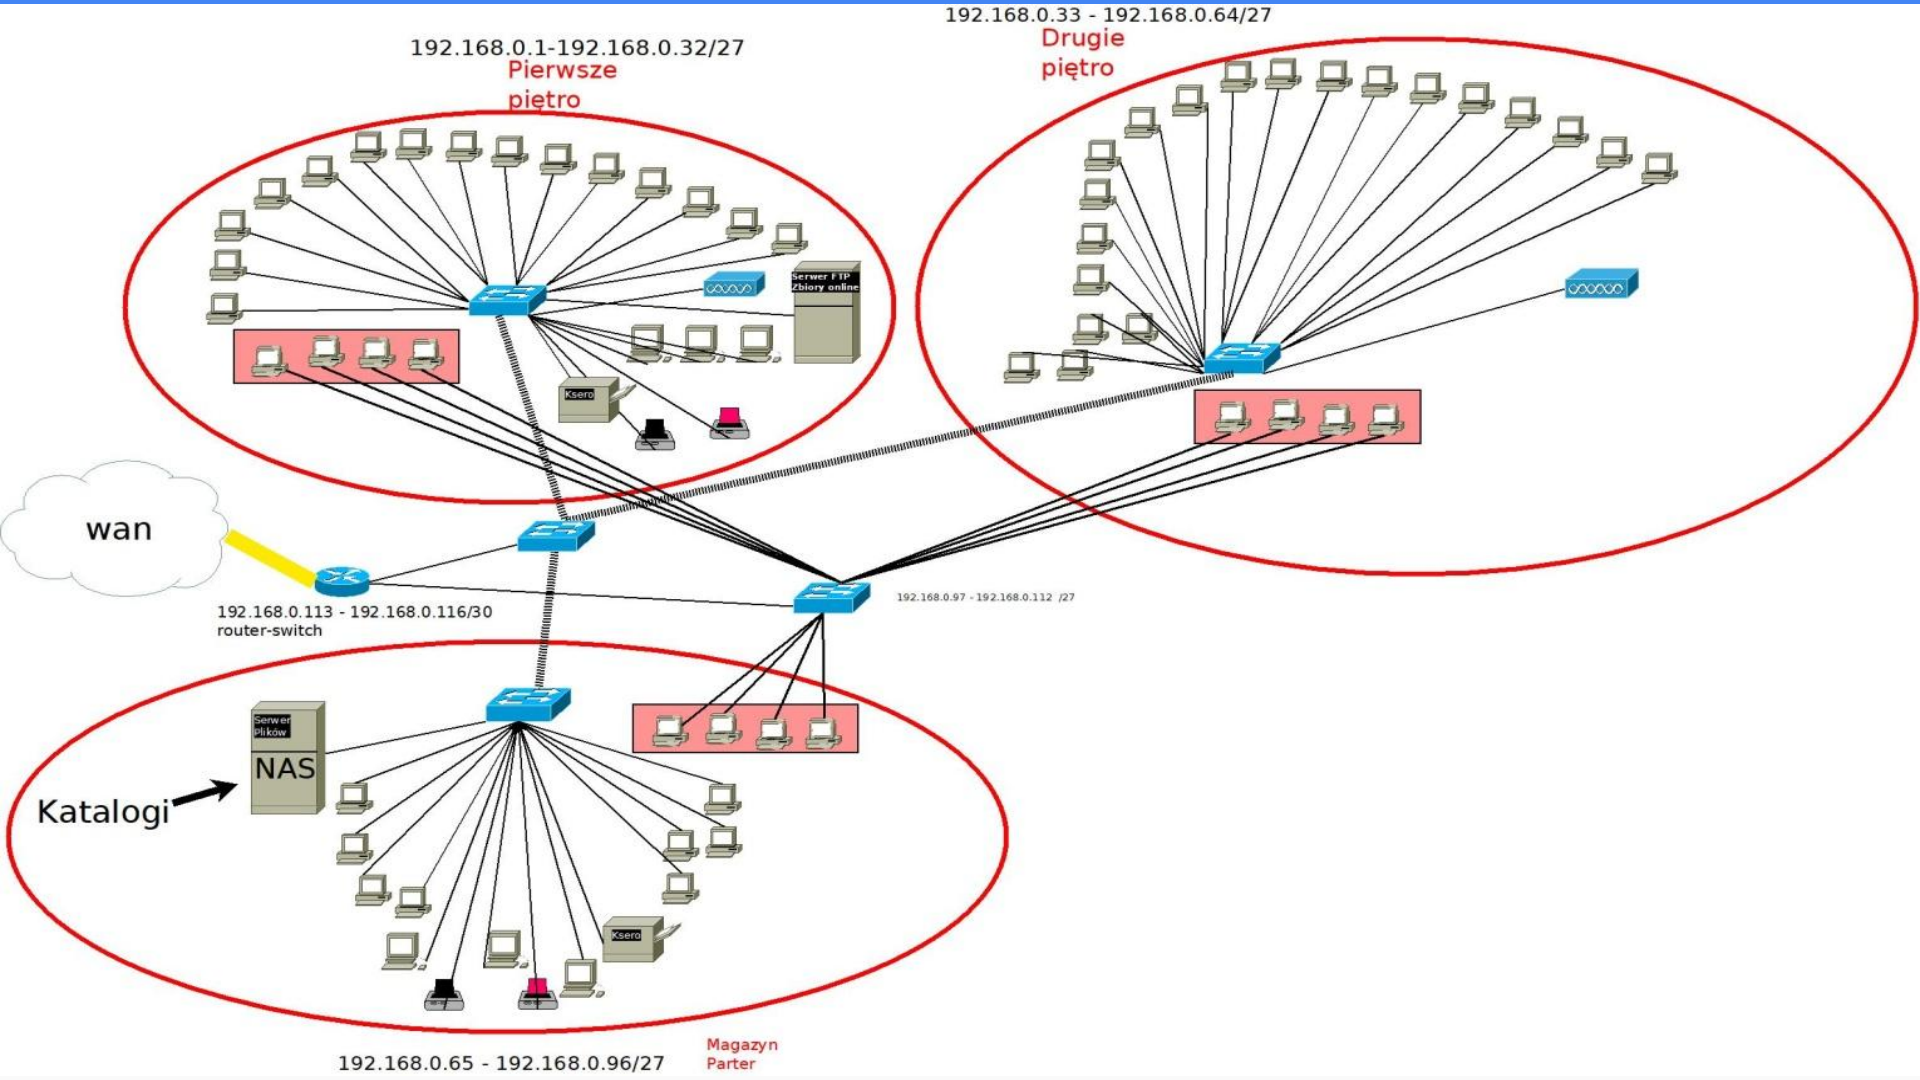 192.168.0.33 - 192.168.0.64/27
Drugie
piętro
192.168.0.1-192.168.0.32/27
Pierwsze
piętro
Serwer FTP
Zbiory online
Ksero
wan
192.168.0.113 - 192.168.0.116/30
router-switch
192.168.0.97 - 192.168.0.112 /27
Serwer
Plików
NAS
Katalogi
Ksero
192.168.0.65 - 192.168.0.96/27
Magazyn
Parter